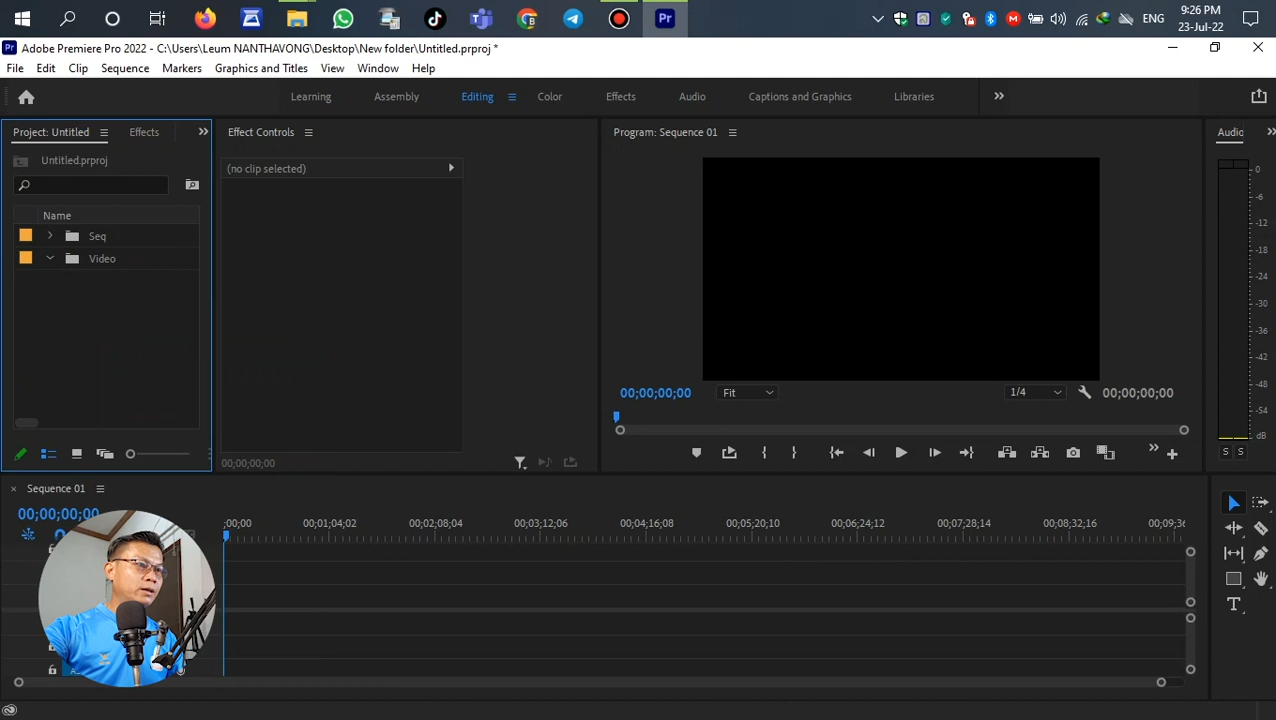 9:26 PM
ENG
23-Jul-22
Pr
Pr Adobe Premiere Pro 2022 - C:\Users\Leum NANTHAVONG\Desktop\New folder\Untitled.prproj *
File Edit Clip Sequence Markers Graphics and Titles View Window Help
Learning Assembly Editing Color Effects Audio Captions and Graphics Libraries
Project: Untitled Effects Effect Controls Program: Sequence 01 Audio
Untitled.prproj
(no clip selected)
Name
Seq
Video
0
-6
-12
-18
-24
-30
-36
-42
-48
-54
dB
S S
00;00;00;00 Fit 1/4 00;00;00;00
00;00;00;00
Sequence 01
00;00;00;00
;00;00 00;01;04;02 00;02;08;04 00;03;12;06 00;04;16;08 00;05;20;10 00;06;24;12 00;07;28;14 00;08;32;16 00;09;36